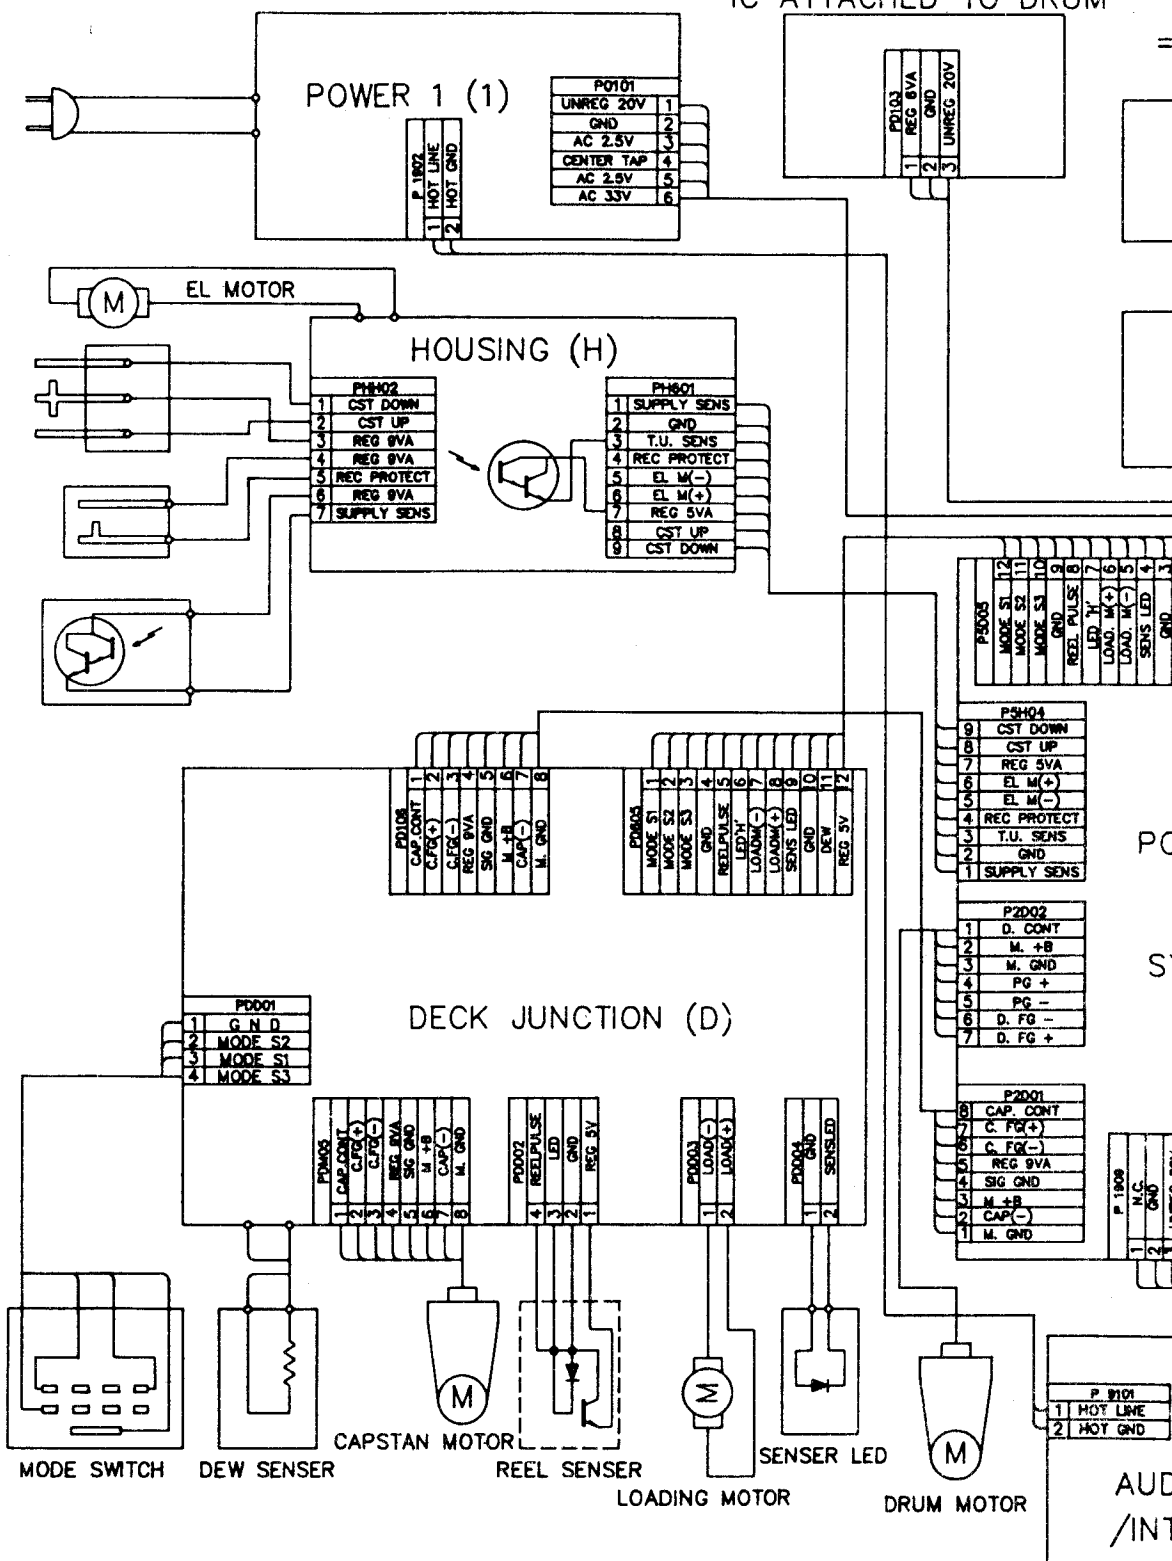 IC ATTACHED TO DRUM
POWER 1 (1)
P0101
UNREG 20V 1
GND 2
AC 2.5V 3
CENTER TAP 4
AC 2.5V 5
AC 33V 6
P 1902
1 HOT LINE
2 HOT GND
PD103
1 REG 6VA
2 GND
3 UNREG 20V
M
EL MOTOR
HOUSING (H)
PHH02
1 CST DOWN
2 CST UP
3 REG 9VA
4 REG 9VA
5 REC PROTECT
6 REG 9VA
7 SUPPLY SENS
PH601
1 SUPPLY SENS
2 GND
3 T.U. SENS
4 REC PROTECT
5 EL M(-)
6 EL M(+)
7 REG 5VA
8 CST UP
9 CST DOWN
P5D05
MODE S1 12
MODE S2 11
MODE S3 10
GND 9
REEL PULSE 8
LED 'H' 7
LOAD. M(+) 6
LOAD. M(-) 5
SENS LED 4
GND 3
P5H04
9 CST DOWN
8 CST UP
7 REG 5VA
6 EL M(+)
5 EL M(-)
4 REC PROTECT
3 T.U. SENS
2 GND
1 SUPPLY SENS
PO
SY
P2D02
1 D. CONT
2 M. +B
3 M. GND
4 PG +
5 PG -
6 D. FG -
7 D. FG +
P2D01
8 CAP. CONT
7 C. FG(+)
6 C. FG(-)
5 REG 9VA
4 SIG GND
3 M +B
2 CAP(-)
1 M. GND
P 1909
1 N.C.
2 GND
PD106
CAP.CONT 1
C.FG(+) 2
C.FG(-) 3
REG 9VA 4
SIG GND 5
M +B 6
CAP(-) 7
M. GND 8
PD605
MODE S1 1
MODE S2 2
MODE S3 3
GND 4
REELPULSE 5
LED'H' 6
LOADM(-) 7
LOADM(+) 8
SENS LED 9
GND 10
DEW 11
REG 5V 12
DECK JUNCTION (D)
PDD01
1 G N D
2 MODE S2
3 MODE S1
4 MODE S3
PDM05
1 CAP.CONT
2 C.FG(+)
3 C.FG(-)
4 REG 9VA
5 SIG GND
6 M +B
7 CAP(-)
8 M. GND
PDD02
4 REELPULSE
3 LED
2 GND
1 REG 5V
PDD03
1 LOAD(-)
2 LOAD(+)
PDD04
1 GND
2 SENSLED
M
M
M
P 9101
1 HOT LINE
2 HOT GND
MODE SWITCH
DEW SENSER
CAPSTAN MOTOR
REEL SENSER
LOADING MOTOR
SENSER LED
DRUM MOTOR
AUD
/INT